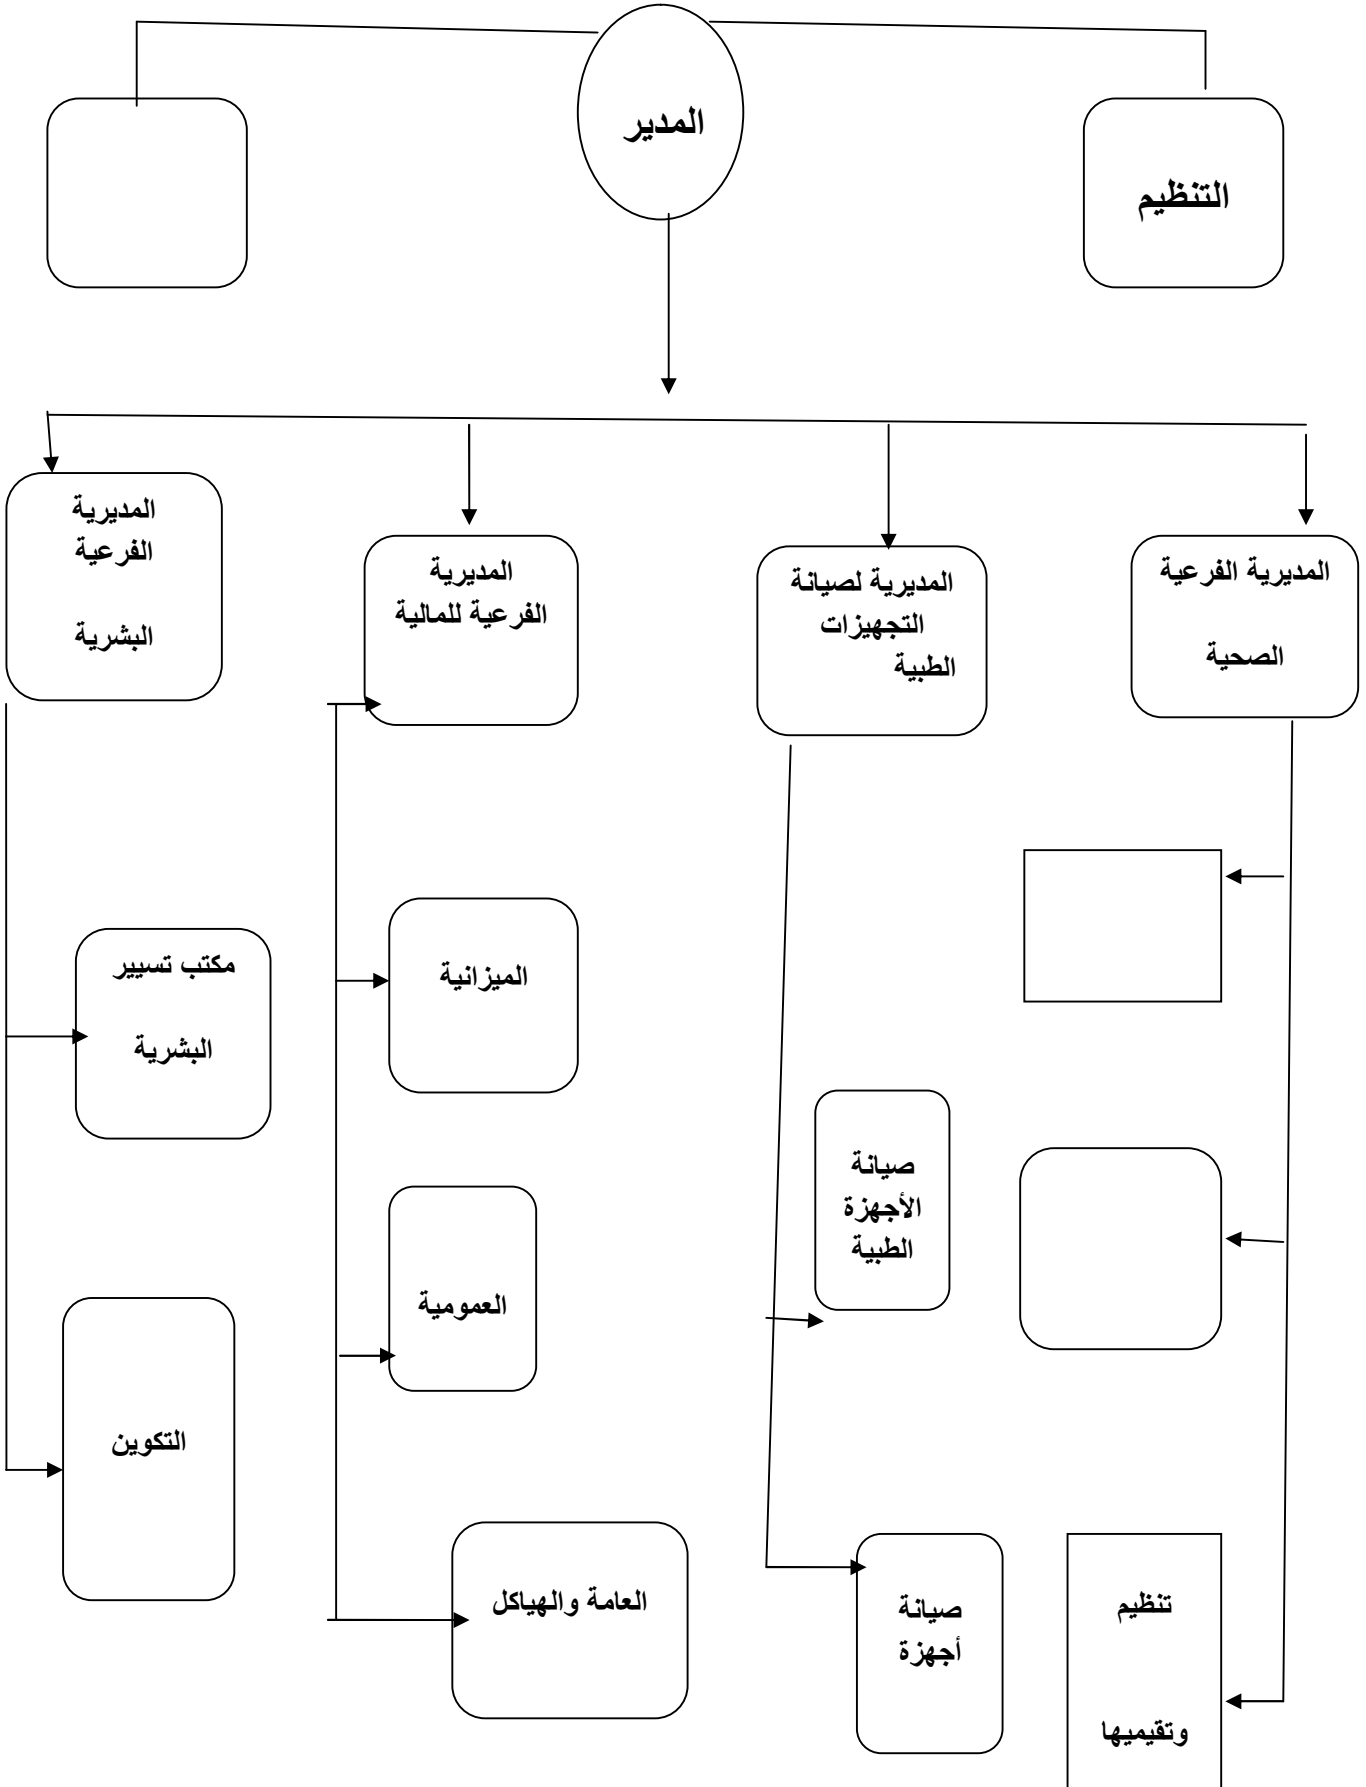 المدير
التنظيم
المديرية الفرعية
الصحية
المديرية لصيانة
التجهيزات
الطبية
المديرية
الفرعية للمالية
المديرية
الفرعية
البشرية
الميزانية
مكتب تسيير
البشرية
صيانة
الأجهزة
الطبية
العمومية
التكوين
تنظيم
وتقيميها
صيانة
أجهزة
العامة والهياكل